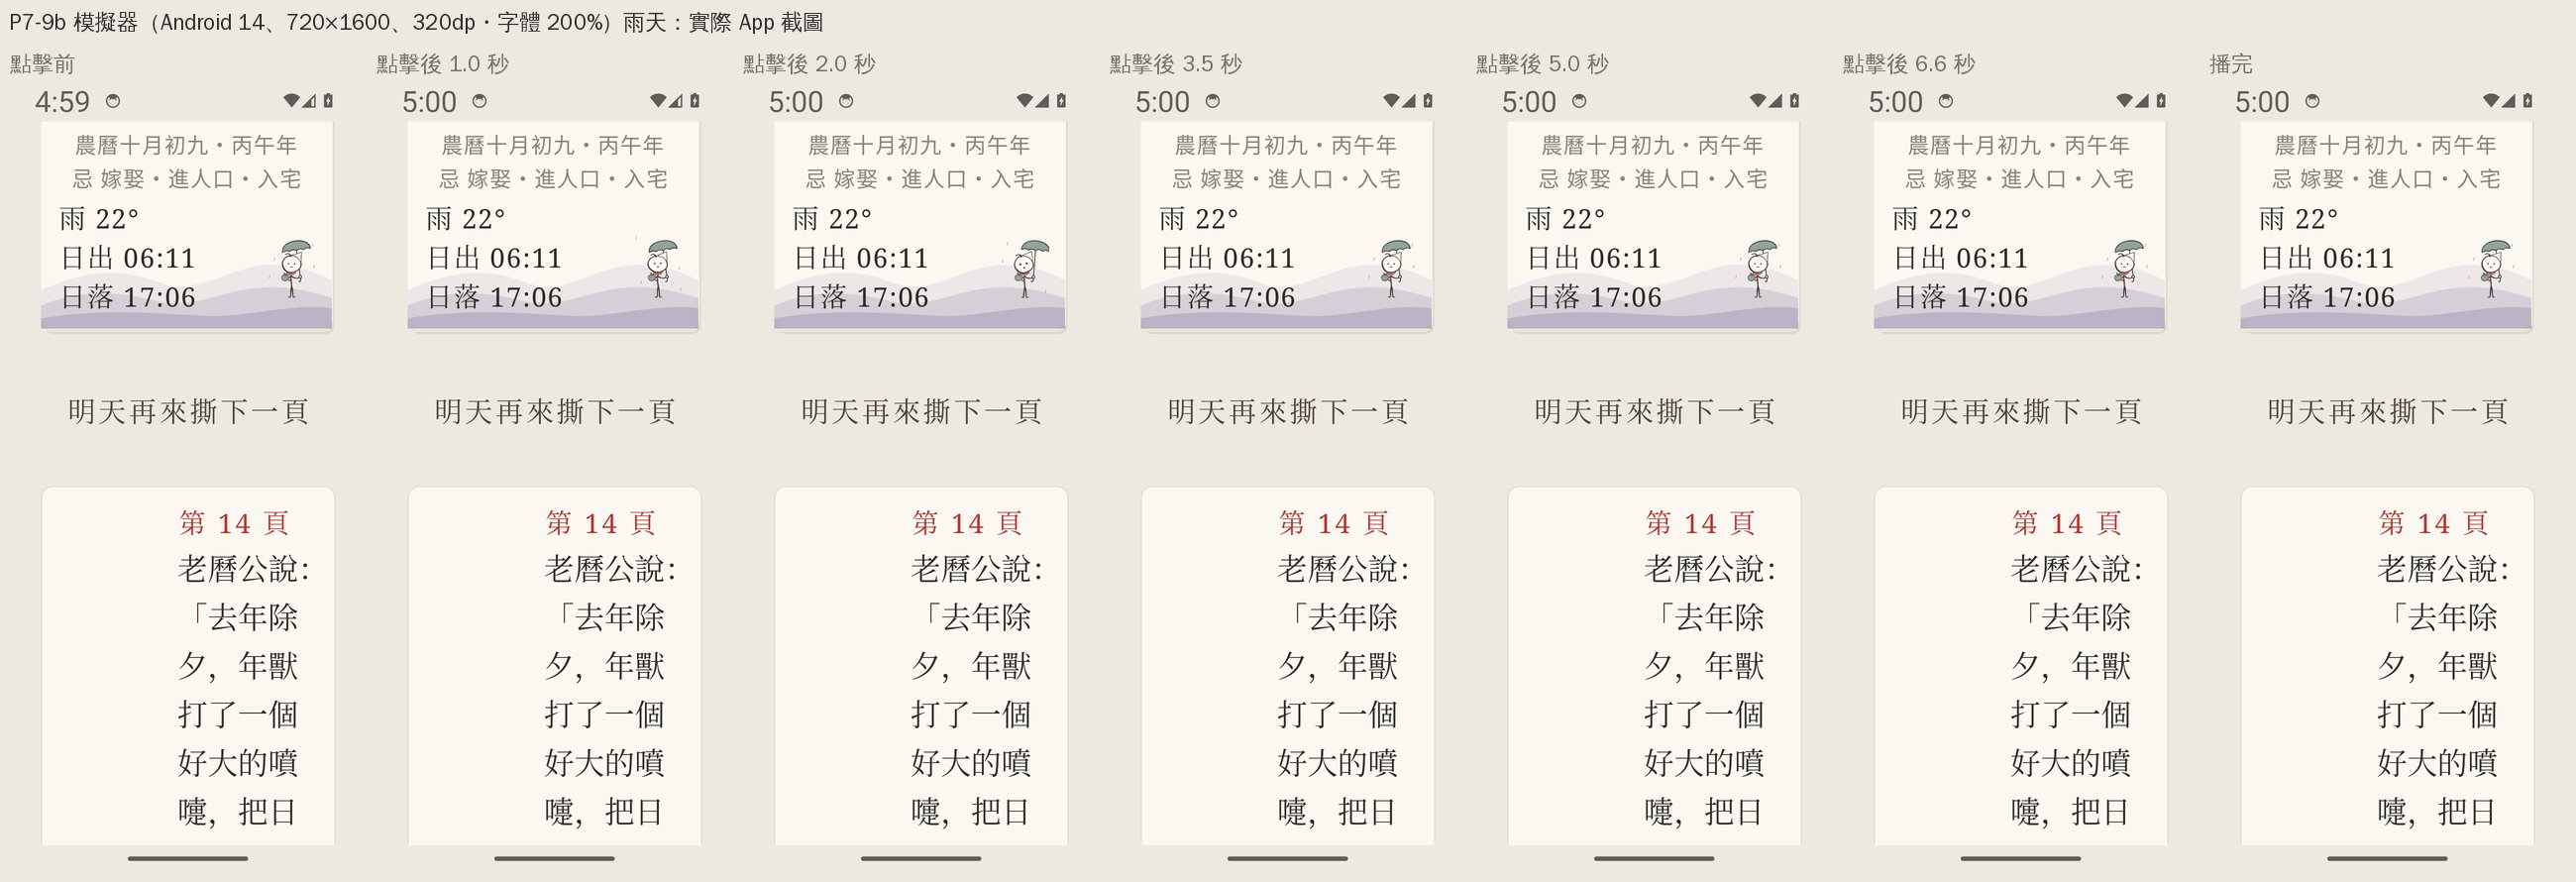 P7-9b 模擬器（Android 14、720×1600、320dp・字體 200%）雨天：實際 App 截圖
點擊前
4:59
農曆十月初九・丙午年
忌 嫁娶・進人口・入宅
雨 22°
日出 06:11
日落 17:06
明天再來撕下一頁
第 14 頁
老曆公說：
「去年除
夕，年獸
打了一個
好大的噴
嚏，把日
點擊後 1.0 秒
5:00
農曆十月初九・丙午年
忌 嫁娶・進人口・入宅
雨 22°
日出 06:11
日落 17:06
明天再來撕下一頁
第 14 頁
老曆公說：
「去年除
夕，年獸
打了一個
好大的噴
嚏，把日
點擊後 2.0 秒
5:00
農曆十月初九・丙午年
忌 嫁娶・進人口・入宅
雨 22°
日出 06:11
日落 17:06
明天再來撕下一頁
第 14 頁
老曆公說：
「去年除
夕，年獸
打了一個
好大的噴
嚏，把日
點擊後 3.5 秒
5:00
農曆十月初九・丙午年
忌 嫁娶・進人口・入宅
雨 22°
日出 06:11
日落 17:06
明天再來撕下一頁
第 14 頁
老曆公說：
「去年除
夕，年獸
打了一個
好大的噴
嚏，把日
點擊後 5.0 秒
5:00
農曆十月初九・丙午年
忌 嫁娶・進人口・入宅
雨 22°
日出 06:11
日落 17:06
明天再來撕下一頁
第 14 頁
老曆公說：
「去年除
夕，年獸
打了一個
好大的噴
嚏，把日
點擊後 6.6 秒
5:00
農曆十月初九・丙午年
忌 嫁娶・進人口・入宅
雨 22°
日出 06:11
日落 17:06
明天再來撕下一頁
第 14 頁
老曆公說：
「去年除
夕，年獸
打了一個
好大的噴
嚏，把日
播完
5:00
農曆十月初九・丙午年
忌 嫁娶・進人口・入宅
雨 22°
日出 06:11
日落 17:06
明天再來撕下一頁
第 14 頁
老曆公說：
「去年除
夕，年獸
打了一個
好大的噴
嚏，把日